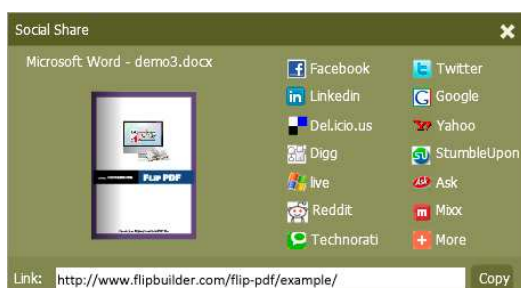 Social Share
Microsoft Word - demo3.docx
FLIP PDF
Facebook
Twitter
Linkedin
Google
Del.icio.us
Yahoo
Digg
StumbleUpon
live
Ask
Reddit
Mixx
Technorati
More
Link: http://www.flipbuilder.com/flip-pdf/example/ Copy